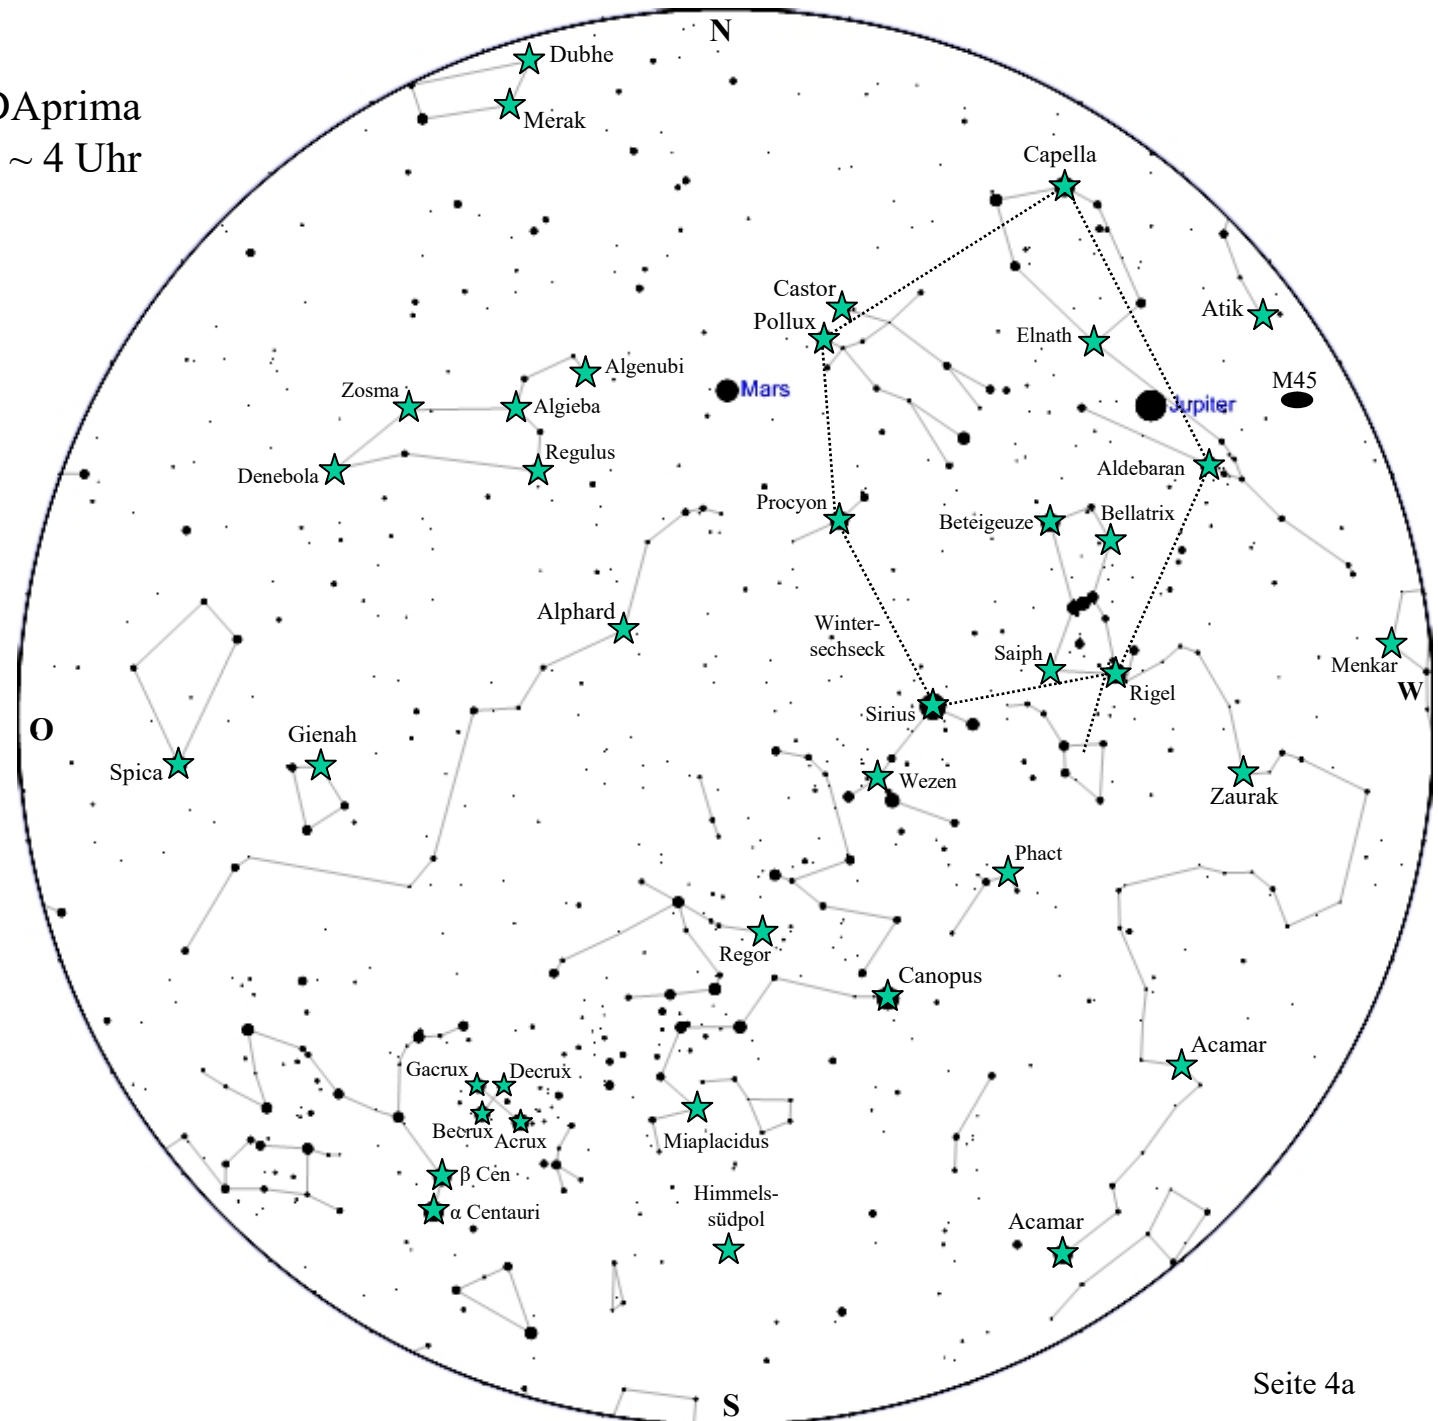 N
Dubhe
DAprima
Merak
~ 4 Uhr
Capella
Castor
Atik
Pollux
Elnath
Algenubi
M45
Zosma
Mars
Jupiter
Algieba
Regulus
Aldebaran
Denebola
Procyon
Bellatrix
Beteigeuze
Alphard
Winter-
sechseck
Saiph
Menkar
Rigel
W
Sirius
O
Gienah
Spica
Wezen
Zaurak
Phact
Regor
Canopus
Acamar
Gacrux
Decrux
Becrux
Acrux
Miaplacidus
β Cen
Himmels-
südpol
α Centauri
Acamar
Seite 4a
S